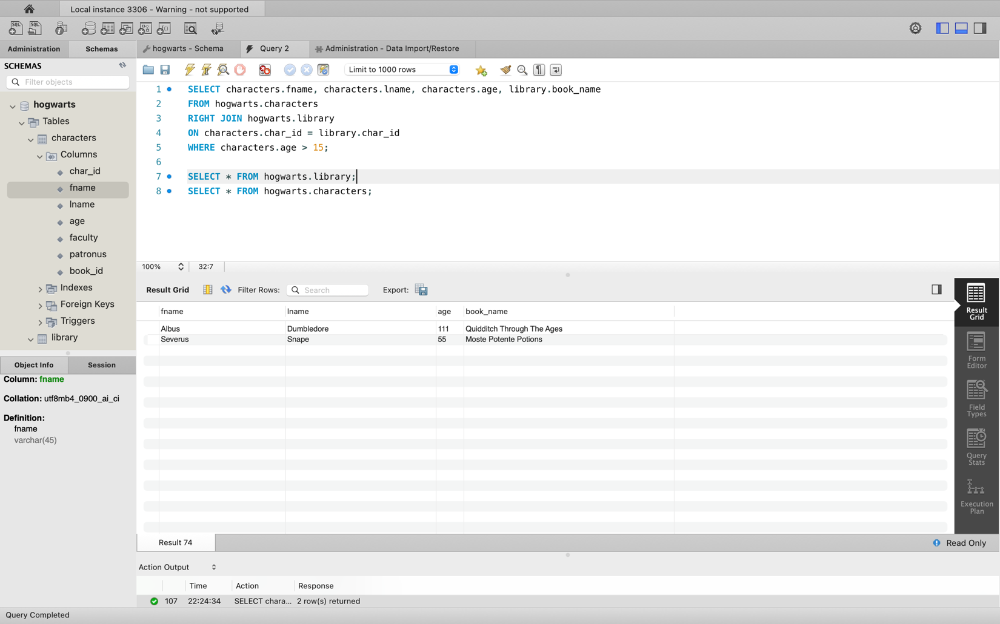 Local instance 3306 - Warning - not supported
Administration
Schemas
hogwarts - Schema
Query 2
Administration - Data Import/Restore
SCHEMAS
Filter objects
Limit to 1000 rows
hogwarts
Tables
characters
Columns
char_id
fname
lname
age
faculty
patronus
book_id
Indexes
Foreign Keys
Triggers
library
1 SELECT characters.fname, characters.lname, characters.age, library.book_name
2 FROM hogwarts.characters
3 RIGHT JOIN hogwarts.library
4 ON characters.char_id = library.char_id
5 WHERE characters.age > 15;
6
7 SELECT * FROM hogwarts.library;
8 SELECT * FROM hogwarts.characters;
100% 32:7
Object Info
Session
Column: fname
Collation: utf8mb4_0900_ai_ci
Definition:
fname
varchar(45)
Result Grid Filter Rows: Search Export:
fname lname age book_name
Albus Dumbledore 111 Quidditch Through The Ages
Severus Snape 55 Moste Potente Potions
Result
Grid
Form
Editor
Field
Types
Query
Stats
Execution
Plan
Result 74
Read Only
Action Output
Time Action Response
107 22:24:34 SELECT chara... 2 row(s) returned
Query Completed